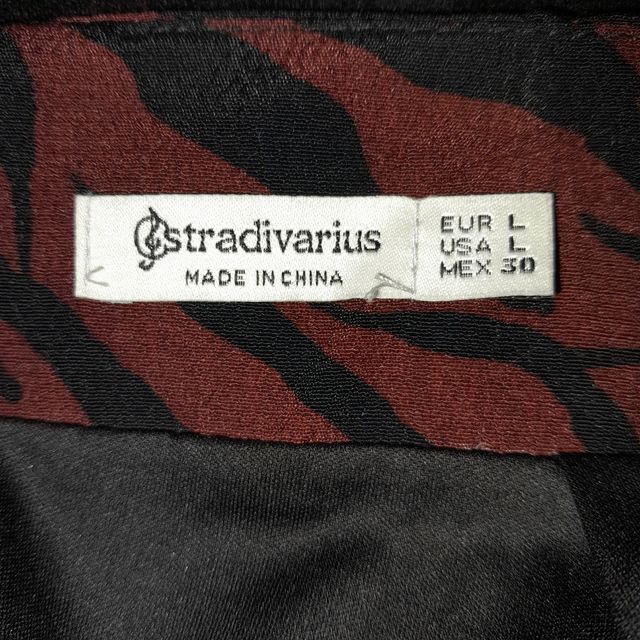 stradivarius
MADE IN CHINA
EUR L
USA L
MEX 30